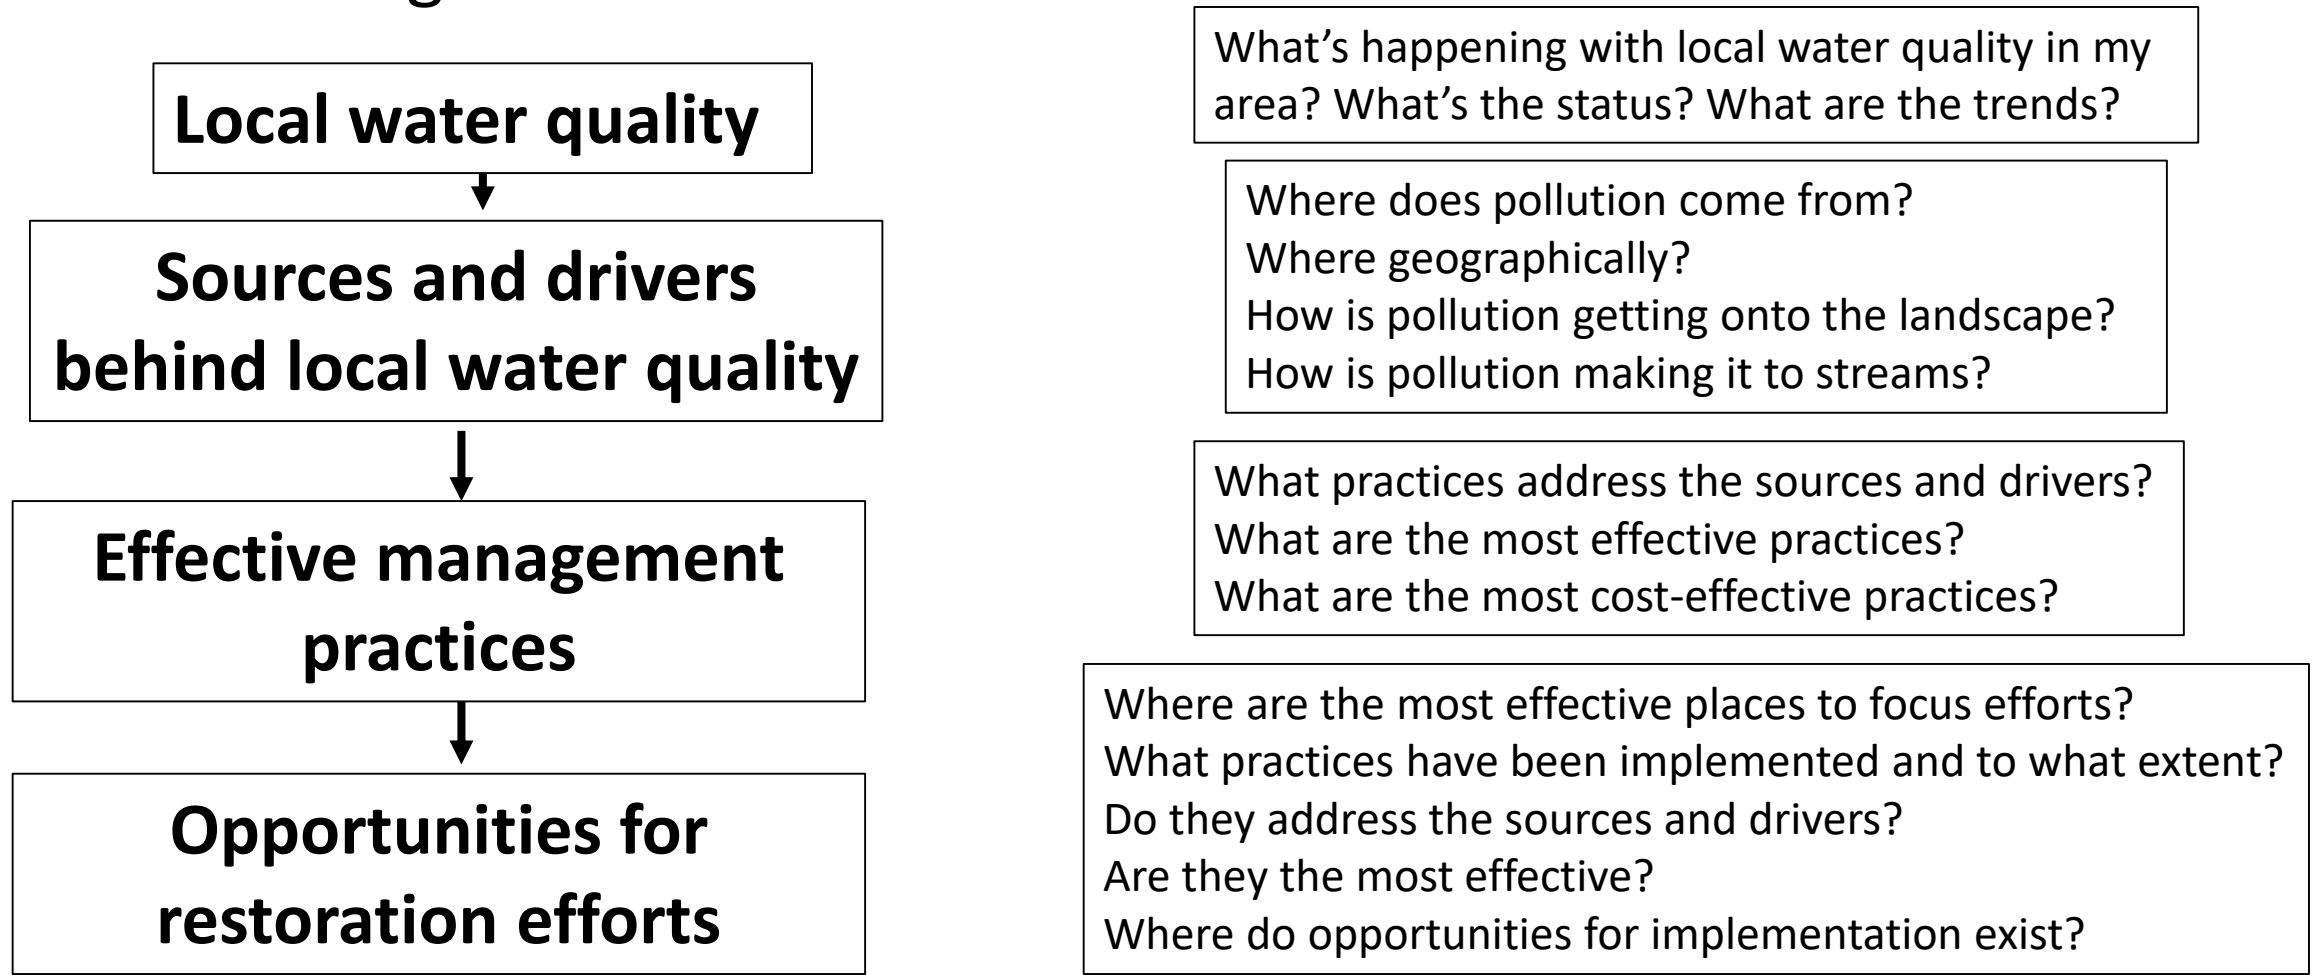 Local water quality
Sources and drivers
behind local water quality
Effective management
practices
Opportunities for
restoration efforts
What’s happening with local water quality in my
area? What’s the status? What are the trends?
Where does pollution come from?
Where geographically?
How is pollution getting onto the landscape?
How is pollution making it to streams?
What practices address the sources and drivers?
What are the most effective practices?
What are the most cost-effective practices?
Where are the most effective places to focus efforts?
What practices have been implemented and to what extent?
Do they address the sources and drivers?
Are they the most effective?
Where do opportunities for implementation exist?